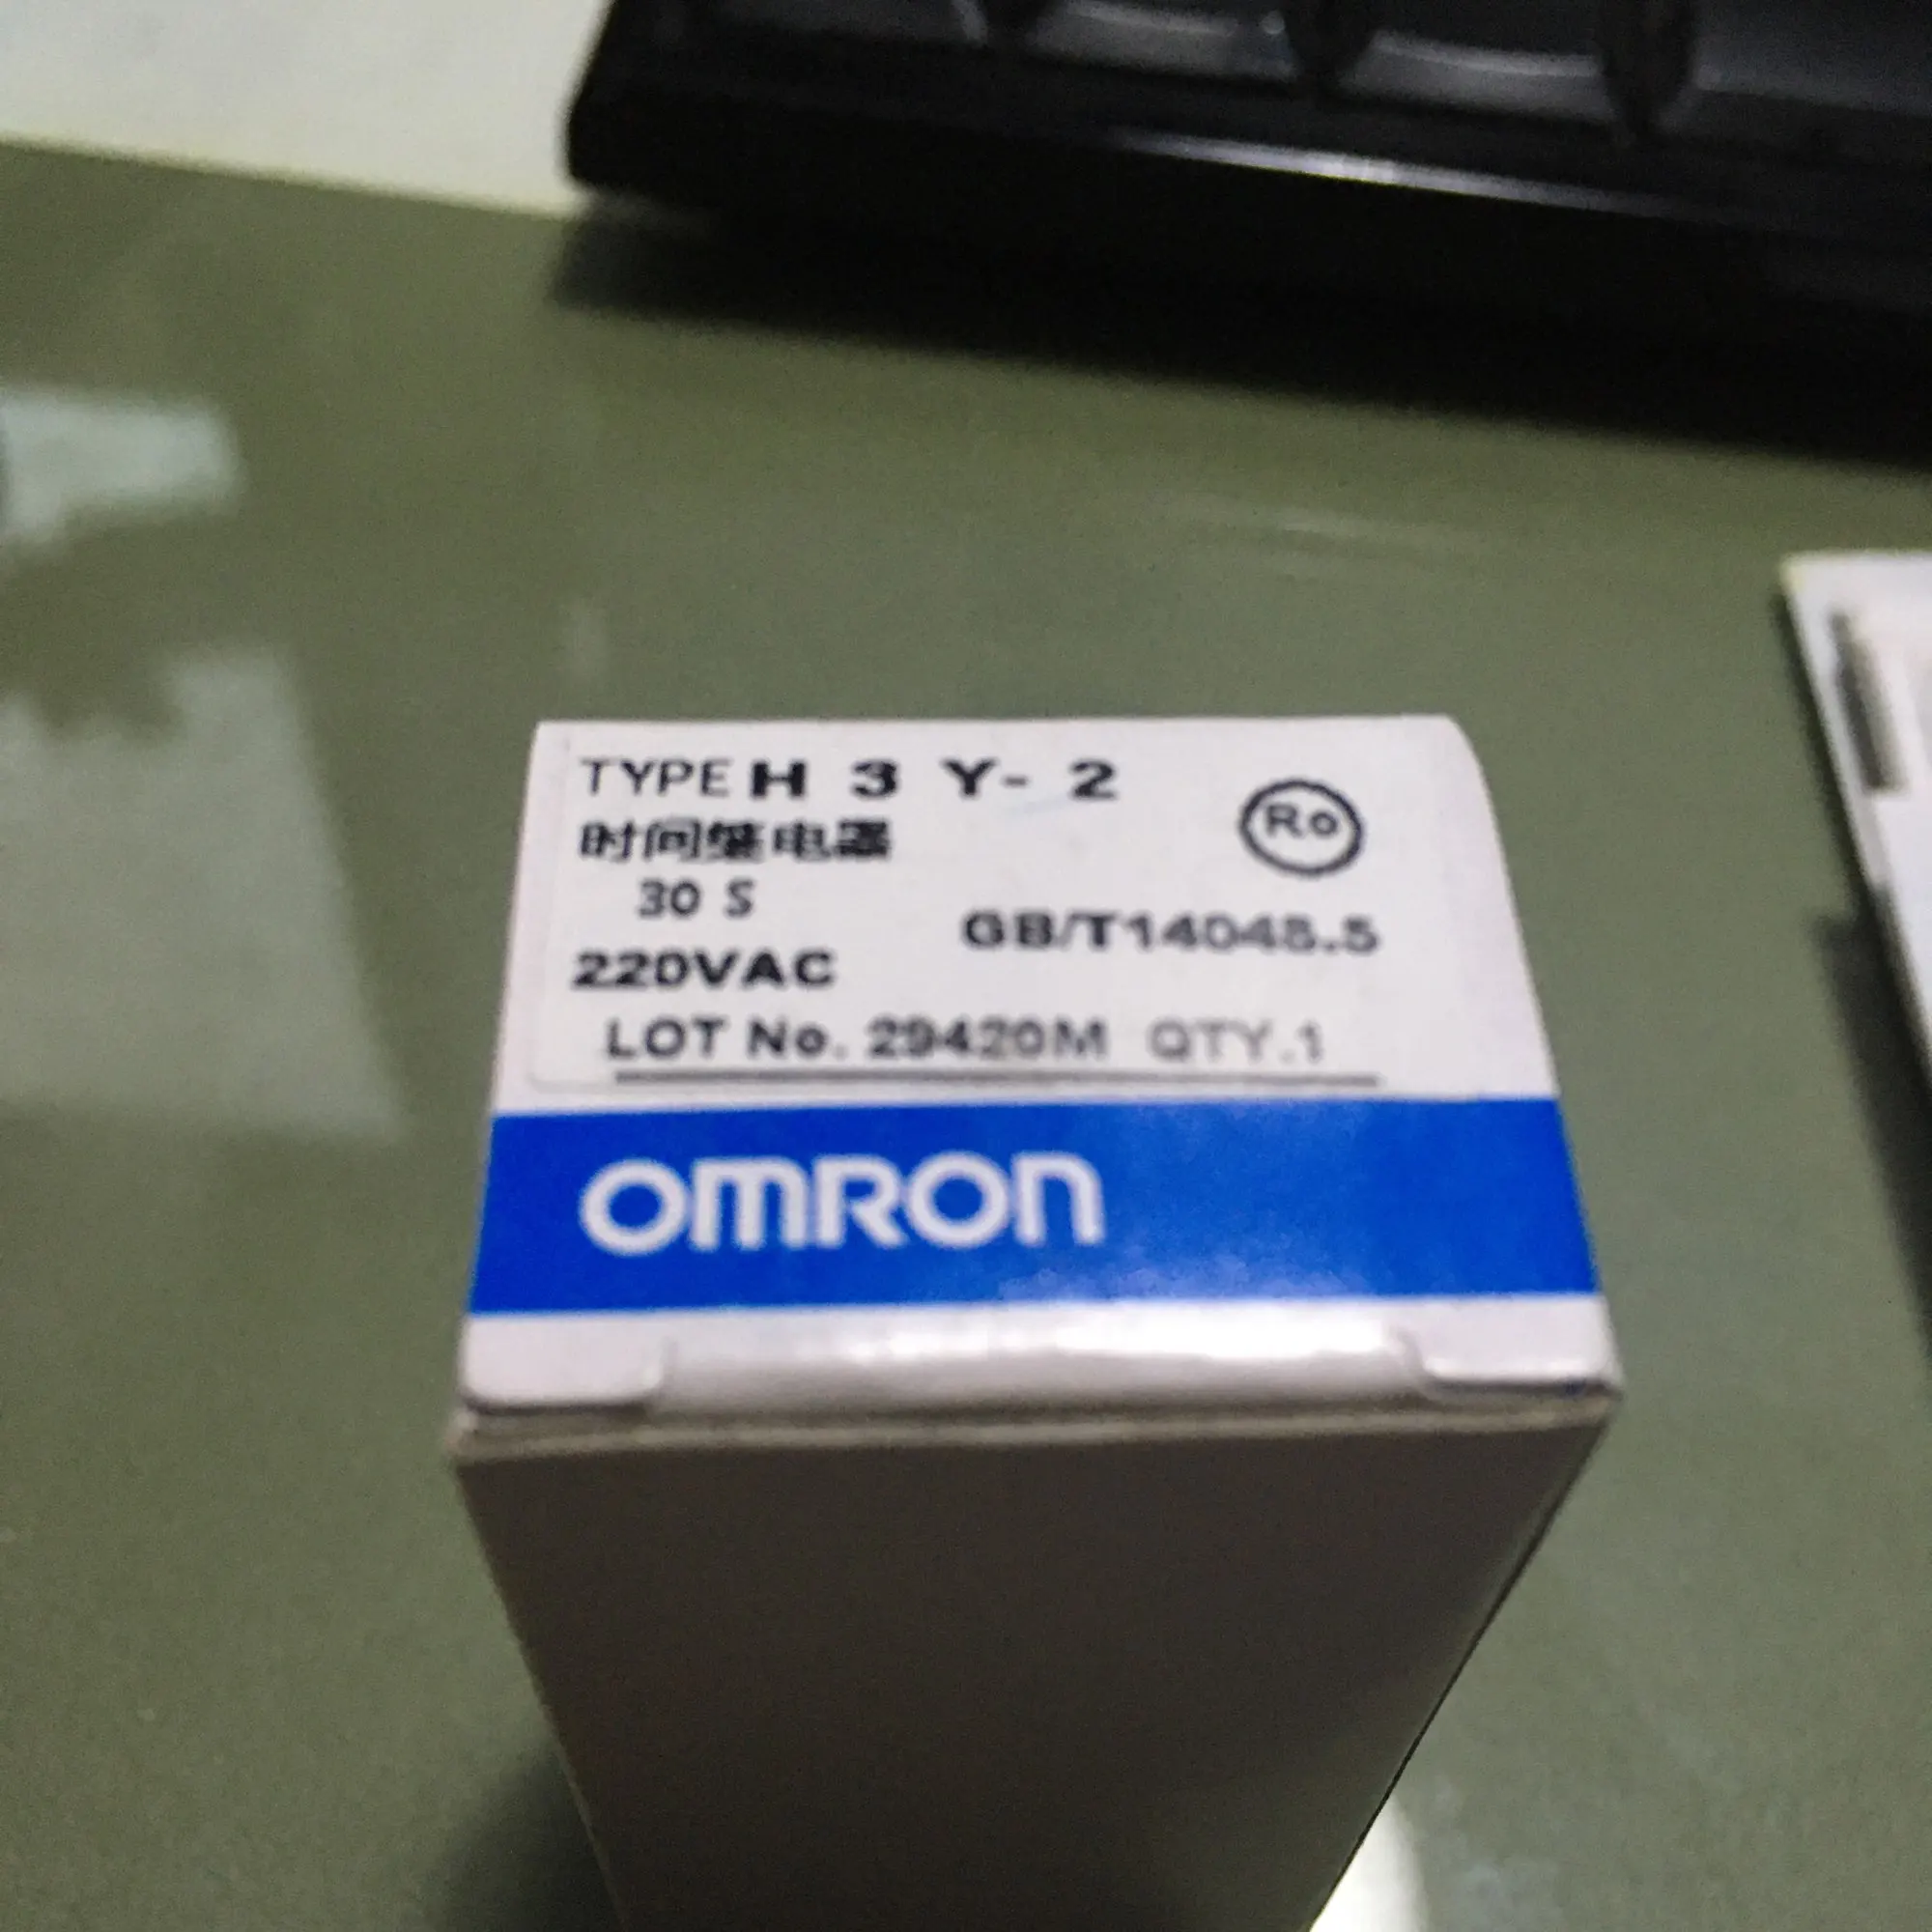 TYPE H 3 Y- 2
时间继电器
Ro
30 S
GB/T14048.5
220VAC
LOT No. 29420M QTY.1
OMRON